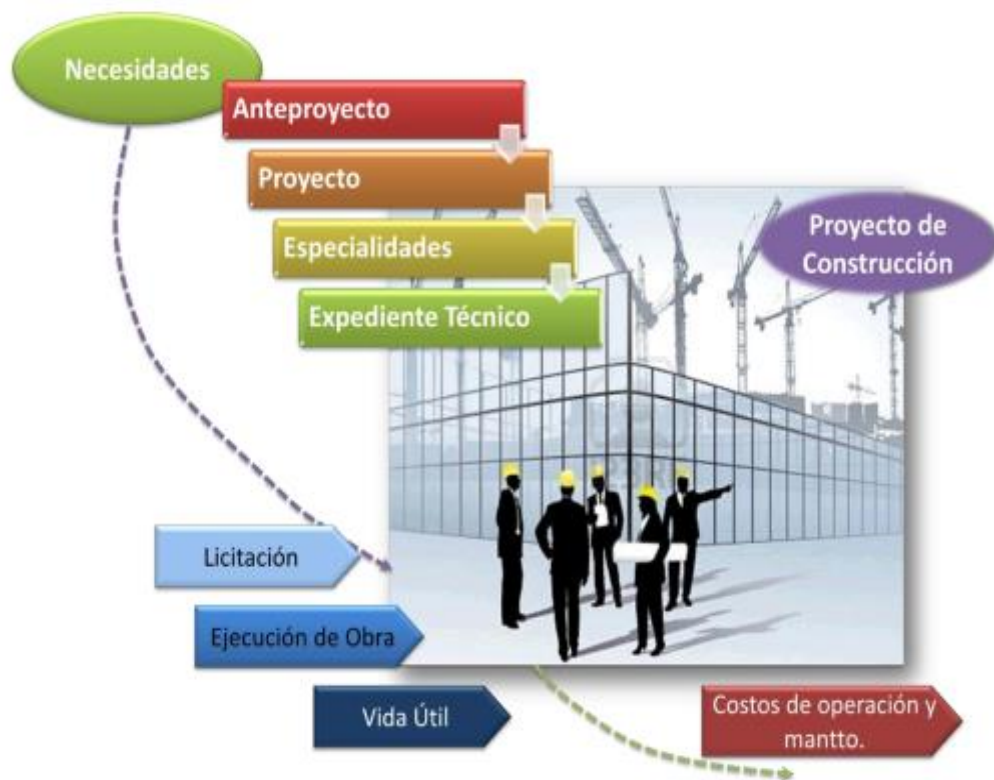 Necesidades
Anteproyecto
Proyecto
Especialidades
Expediente Técnico
Proyecto de
Construcción
Licitación
Ejecución de Obra
Vida Útil
Costos de operación y
mantto.